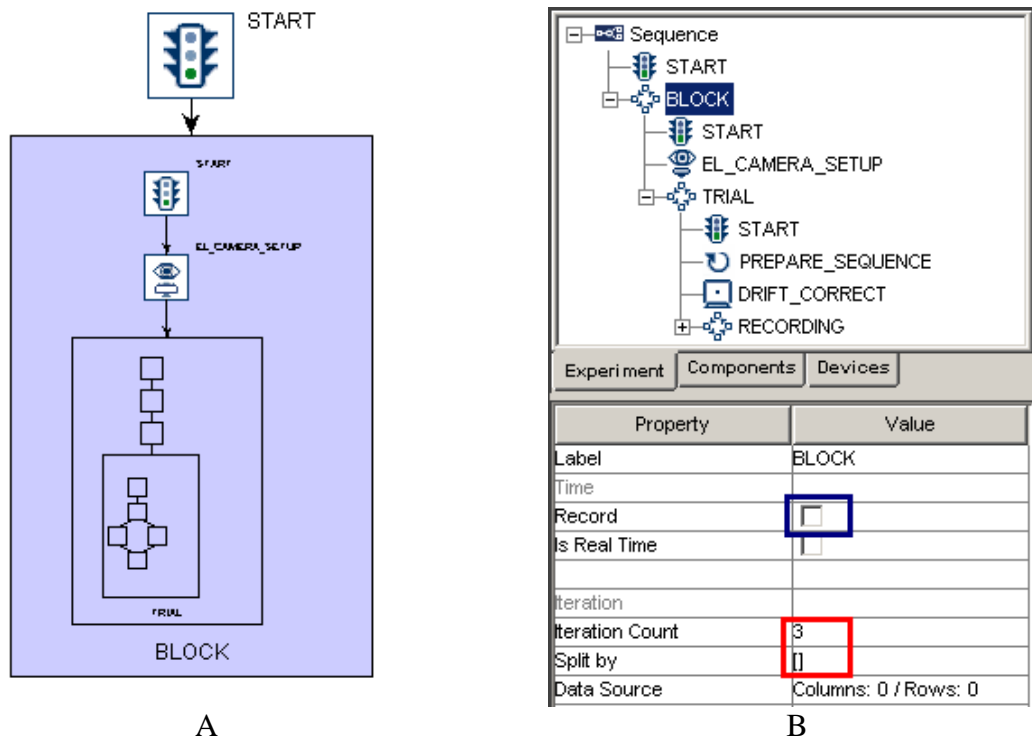 START
START
EL_CAMERA_SETUP
TRIAL
BLOCK
A
Sequence
START
BLOCK
START
EL_CAMERA_SETUP
TRIAL
START
PREPARE_SEQUENCE
DRIFT_CORRECT
RECORDING
Experiment Components Devices
Property Value
Label BLOCK
Time
Record
Is Real Time
Iteration
Iteration Count 3
Split by []
Data Source Columns: 0 / Rows: 0
B